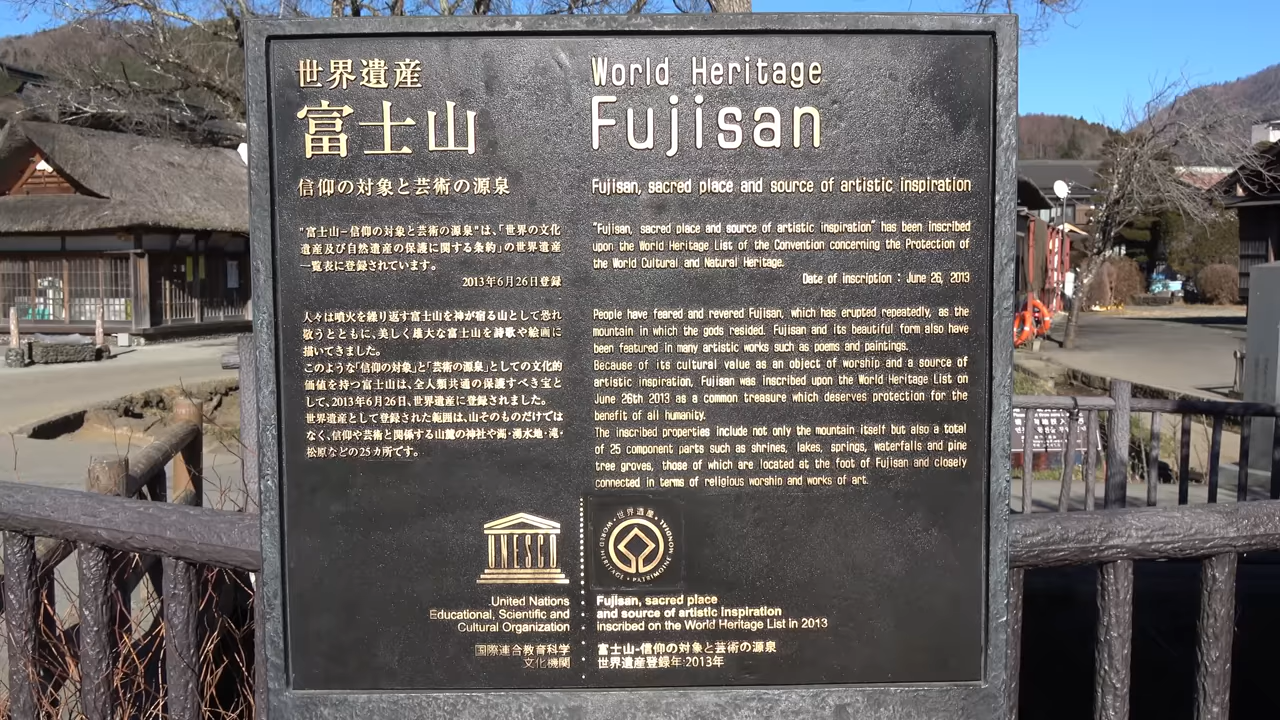 世界遺産
富士山
信仰の対象と芸術の源泉
"富士山−信仰の対象と芸術の源泉"は、「世界の文化
遺産及び自然遺産の保護に関する条約」の世界遺産
一覧表に登録されています。
2013年6月26日登録
人々は噴火を繰り返す富士山を神が宿る山として恐れ
敬うとともに、美しく雄大な富士山を詩歌や絵画に
描いてきました。
このような「信仰の対象」と「芸術の源泉」としての文化的
価値を持つ富士山は、全人類共通の保護すべき宝と
して、2013年6月26日、世界遺産に登録されました。
世界遺産として登録された範囲は、山そのものだけでは
なく、信仰や芸術と関係する山麓の神社や湖・湧水地・滝・
松原などの25カ所です。
World Heritage
Fujisan
Fujisan, sacred place and source of artistic inspiration
"Fujisan, sacred place and source of artistic inspiration" has been inscribed
upon the World Heritage List of the Convention concerning the Protection of
the World Cultural and Natural Heritage.
Date of inscription : June 26, 2013
People have feared and revered Fujisan, which has erupted repeatedly, as the
mountain in which the gods resided. Fujisan and its beautiful form also have
been featured in many artistic works such as poems and paintings.
Because of its cultural value as an object of worship and a source of
artistic inspiration, Fujisan was inscribed upon the World Heritage List on
June 26th 2013 as a common treasure which deserves protection for the
benefit of all humanity.
The inscribed properties include not only the mountain itself but also a total
of 25 component parts such as shrines, lakes, springs, waterfalls and pine
tree groves, those of which are located at the foot of Fujisan and closely
connected in terms of religious worship and works of art.
UNESCO
United Nations
Educational, Scientific and
Cultural Organization
国際連合教育科学
文化機関
・世界遺産・WORLD HERITAGE・PATRIMOINE MONDIAL
Fujisan, sacred place
and source of artistic inspiration
inscribed on the World Heritage List in 2013
富士山-信仰の対象と芸術の源泉
世界遺産登録年:2013年